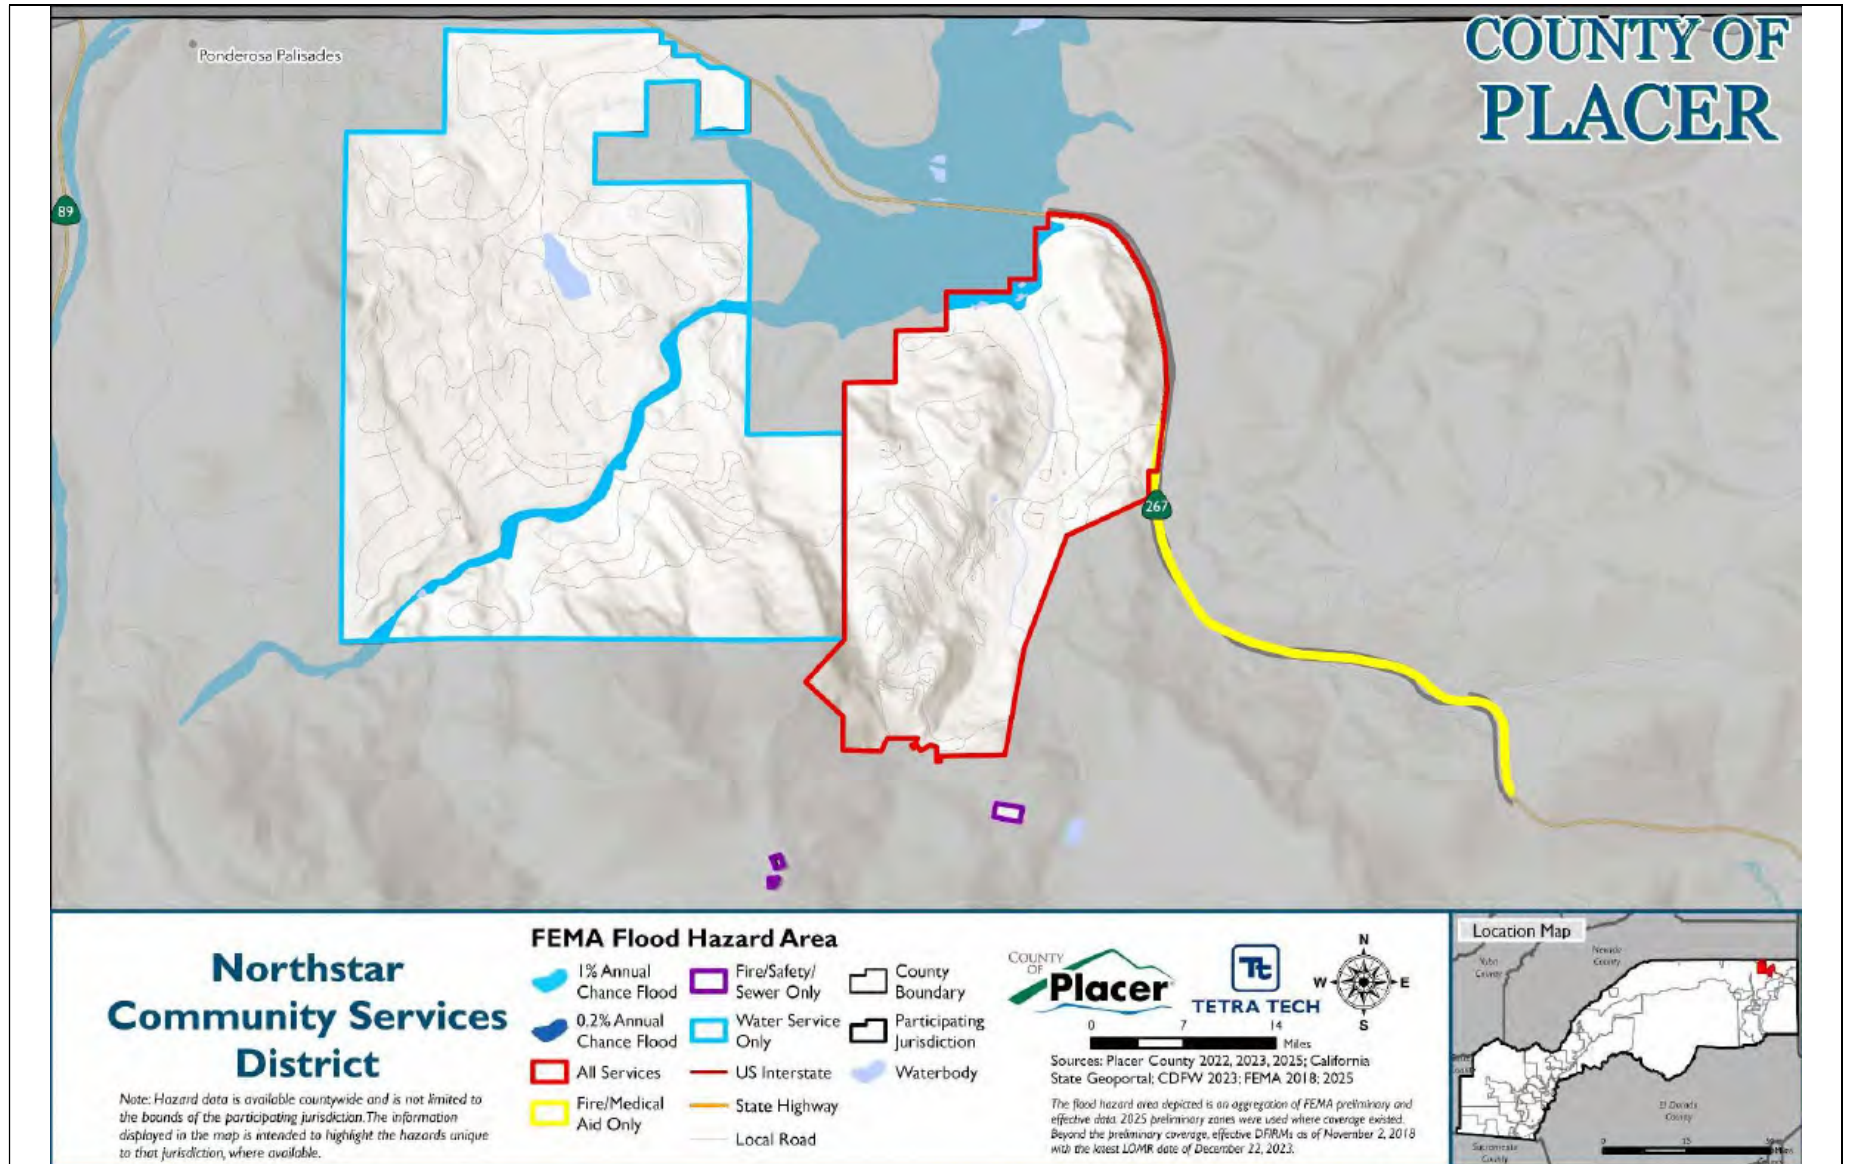 COUNTY OF
PLACER
Ponderosa Palisades
89
267
Northstar
Community Services
District
Note: Hazard data is available countywide and is not limited to
the bounds of the participating jurisdiction. The information
displayed in the map is intended to highlight the hazards unique
to that jurisdiction, where available.
FEMA Flood Hazard Area
1% Annual
Chance Flood
0.2% Annual
Chance Flood
All Services
Fire/Medical
Aid Only
Fire/Safety/
Sewer Only
Water Service
Only
US Interstate
State Highway
Local Road
County
Boundary
Participating
Jurisdiction
Waterbody
COUNTY
OF
Placer
Tt
TETRA TECH
N
W E
S
0 7 14
Miles
Sources: Placer County 2022, 2023, 2025; California
State Geoportal; CDFW 2023; FEMA 2018; 2025
The flood hazard area depicted is an aggregation of FEMA preliminary and
effective data. 2025 preliminary zones were used where coverage existed.
Beyond the preliminary coverage, effective DFIRMs as of November 2, 2018
with the latest LOMR date of December 22, 2023.
Location Map
Nevada
County
Yuba
County
El Dorado
County
Sacramento
County
0 15
Miles